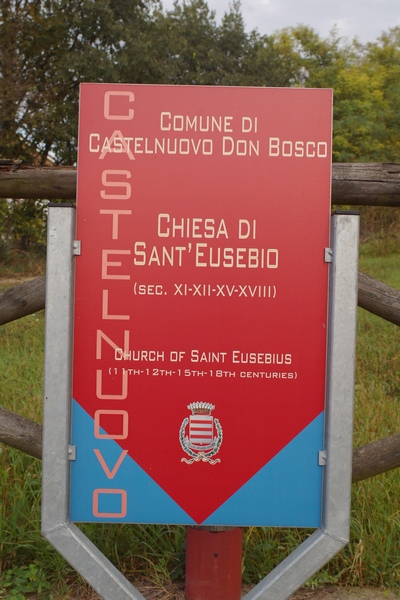 COMUNE DI
CASTELNUOVO DON BOSCO
CHIESA DI
SANT'EUSEBIO
(SEC. XI-XII-XV-XVIII)
CHURCH OF SAINT EUSEBIUS
(11TH-12TH-15TH-18TH CENTURIES)
CASTELNUOVO